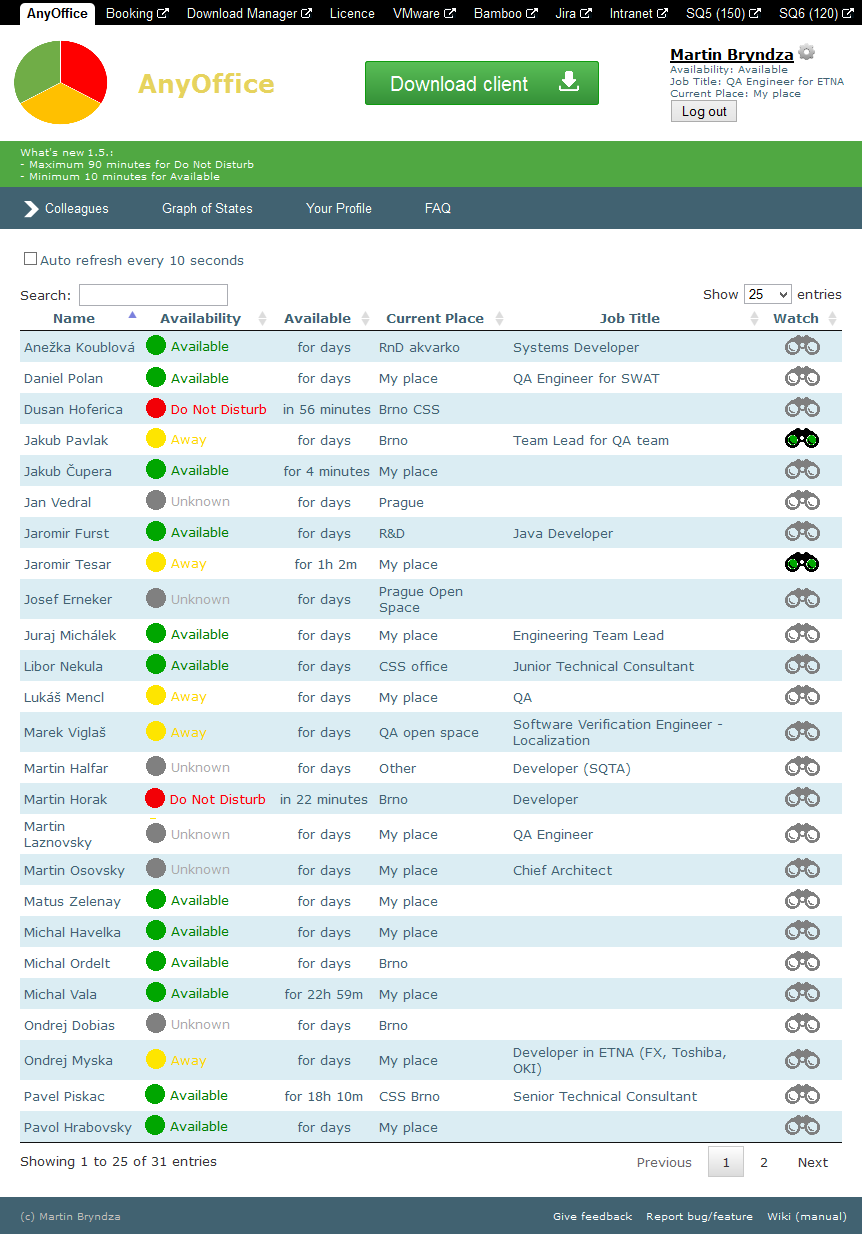 AnyOffice Booking Download Manager Licence VMware Bamboo Jira Intranet SQ5 (150) SQ6 (120)
AnyOffice
Download client
Martin Bryndza
Availability: Available
Job Title: QA Engineer for ETNA
Current Place: My place
Log out
What's new 1.5.:
- Maximum 90 minutes for Do Not Disturb
- Minimum 10 minutes for Available
Colleagues Graph of States Your Profile FAQ
Auto refresh every 10 seconds
Search: Show 25 entries
Name Availability Available Current Place Job Title Watch
Anežka Koublová Available for days RnD akvarko Systems Developer
Daniel Polan Available for days My place QA Engineer for SWAT
Dusan Hoferica Do Not Disturb in 56 minutes Brno CSS
Jakub Pavlak Away for days Brno Team Lead for QA team
Jakub Čupera Available for 4 minutes My place
Jan Vedral Unknown for days Prague
Jaromir Furst Available for days R&D Java Developer
Jaromir Tesar Away for 1h 2m My place
Josef Erneker Unknown for days Prague Open
Space
Juraj Michálek Available for days My place Engineering Team Lead
Libor Nekula Available for days CSS office Junior Technical Consultant
Lukáš Mencl Away for days My place QA
Marek Viglaš Away for days QA open space Software Verification Engineer -
Localization
Martin Halfar Unknown for days Other Developer (SQTA)
Martin Horak Do Not Disturb in 22 minutes Brno Developer
Martin
Laznovsky Unknown for days My place QA Engineer
Martin Osovsky Unknown for days My place Chief Architect
Matus Zelenay Available for days My place
Michal Havelka Available for days My place
Michal Ordelt Available for days Brno
Michal Vala Available for 22h 59m My place
Ondrej Dobias Unknown for days Brno
Ondrej Myska Away for days My place Developer in ETNA (FX, Toshiba,
OKI)
Pavel Piskac Available for 18h 10m CSS Brno Senior Technical Consultant
Pavol Hrabovsky Available for days My place
Showing 1 to 25 of 31 entries Previous 1 2 Next
(c) Martin Bryndza Give feedback Report bug/feature Wiki (manual)